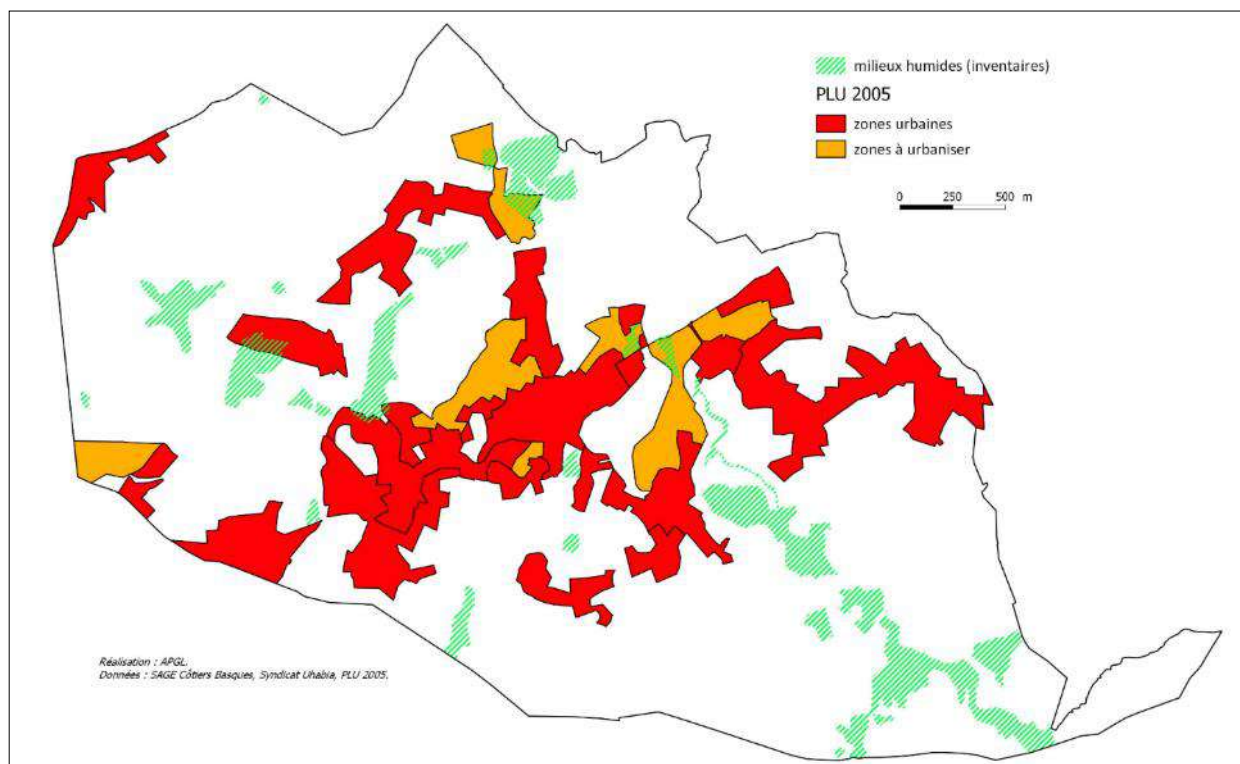 milieux humides (inventaires)
PLU 2005
zones urbaines
zones à urbaniser
0 250 500 m
Réalisation : APGL.
Données : SAGE Côtiers Basques, Syndicat Uhabia, PLU 2005.